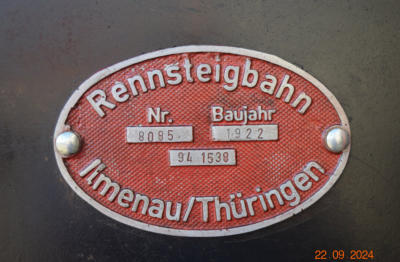 Rennsteigbahn
Nr. Baujahr
8085. 1922
94 1538
Ilmenau/Thüringen
22 09 2024